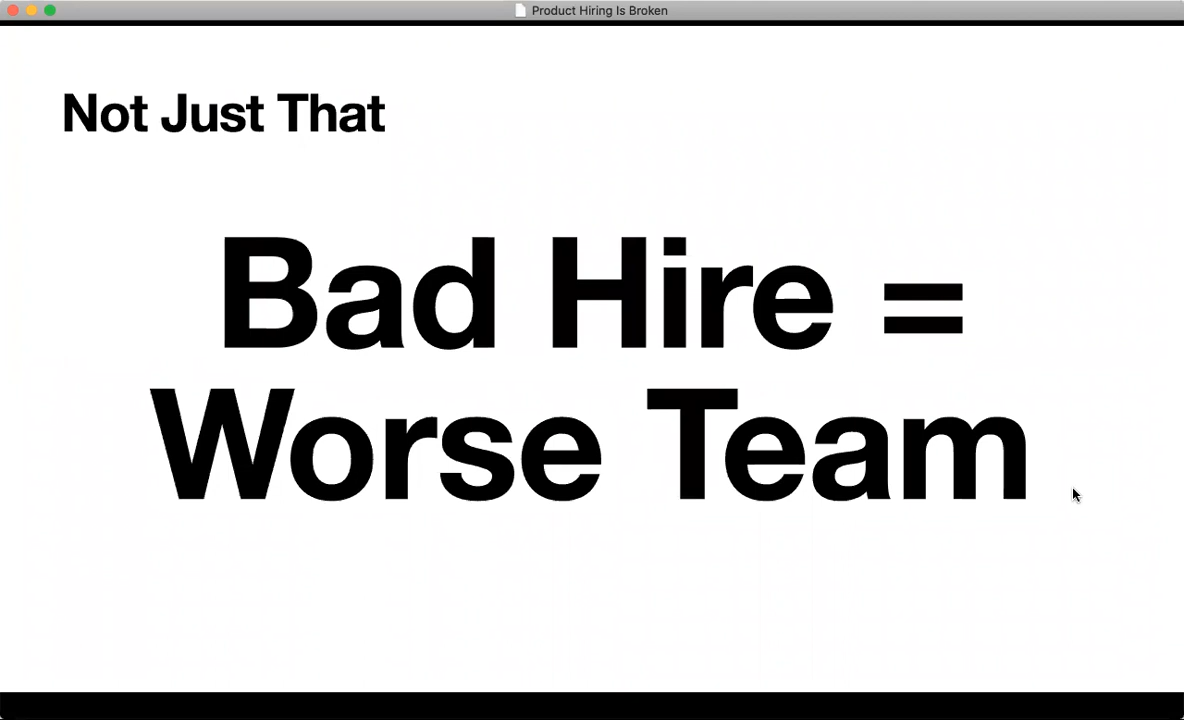 Product Hiring Is Broken
Not Just That
Bad Hire =
Worse Team